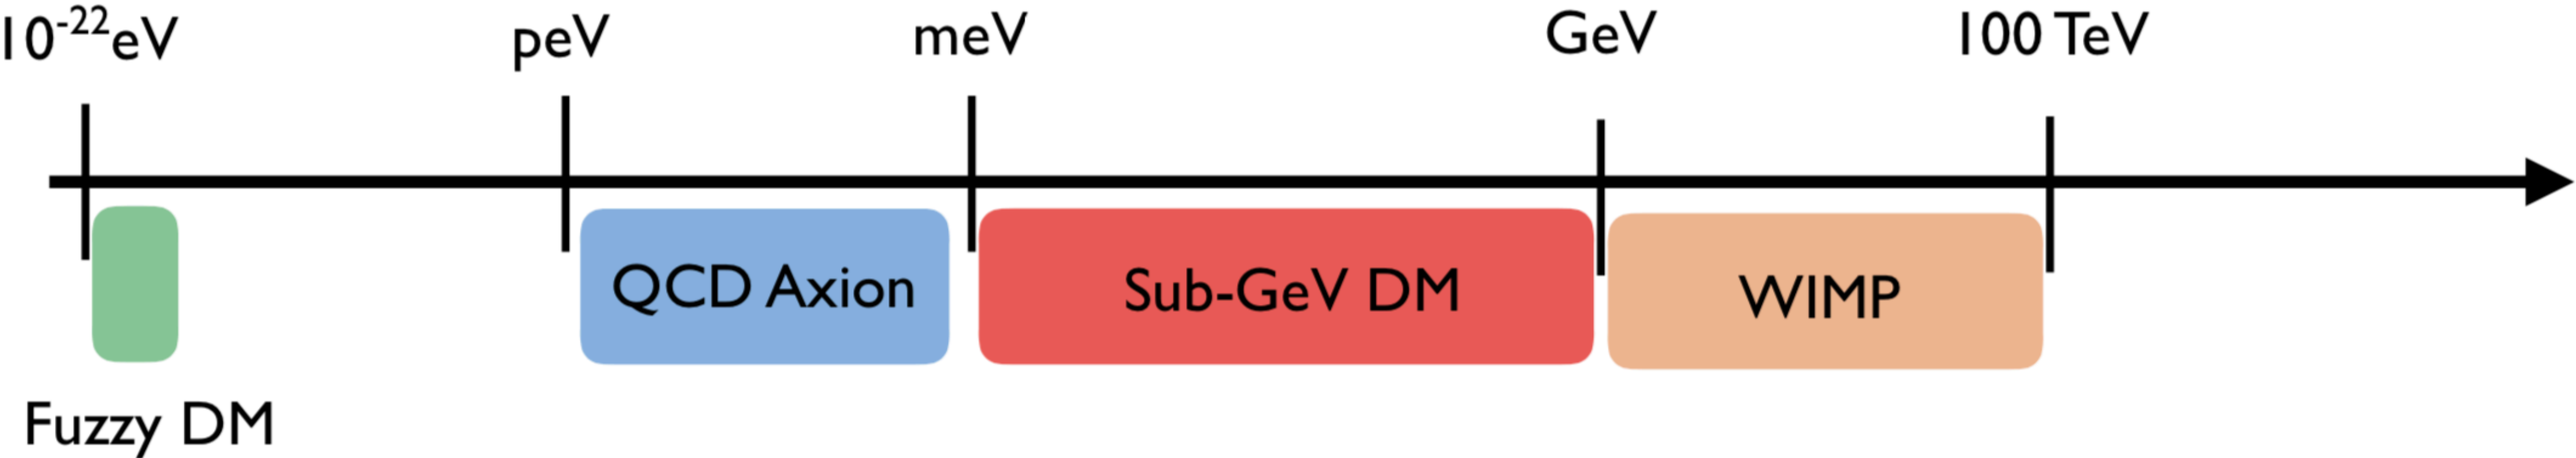 10⁻²²eV
peV
meV
GeV
100 TeV
QCD Axion
Sub-GeV DM
WIMP
Fuzzy DM